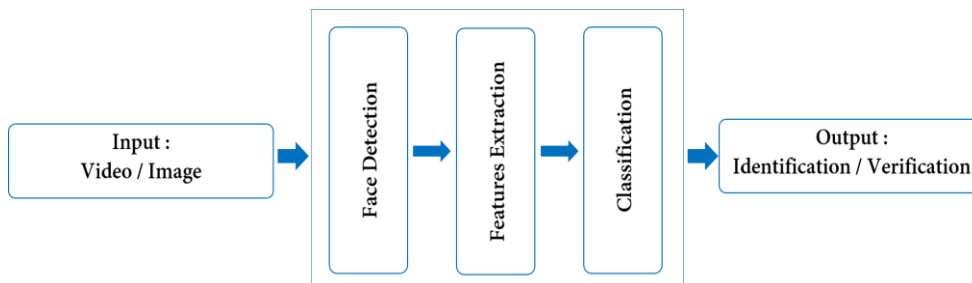 Input :
Video / Image
Face Detection
Features Extraction
Classification
Output :
Identification / Verification